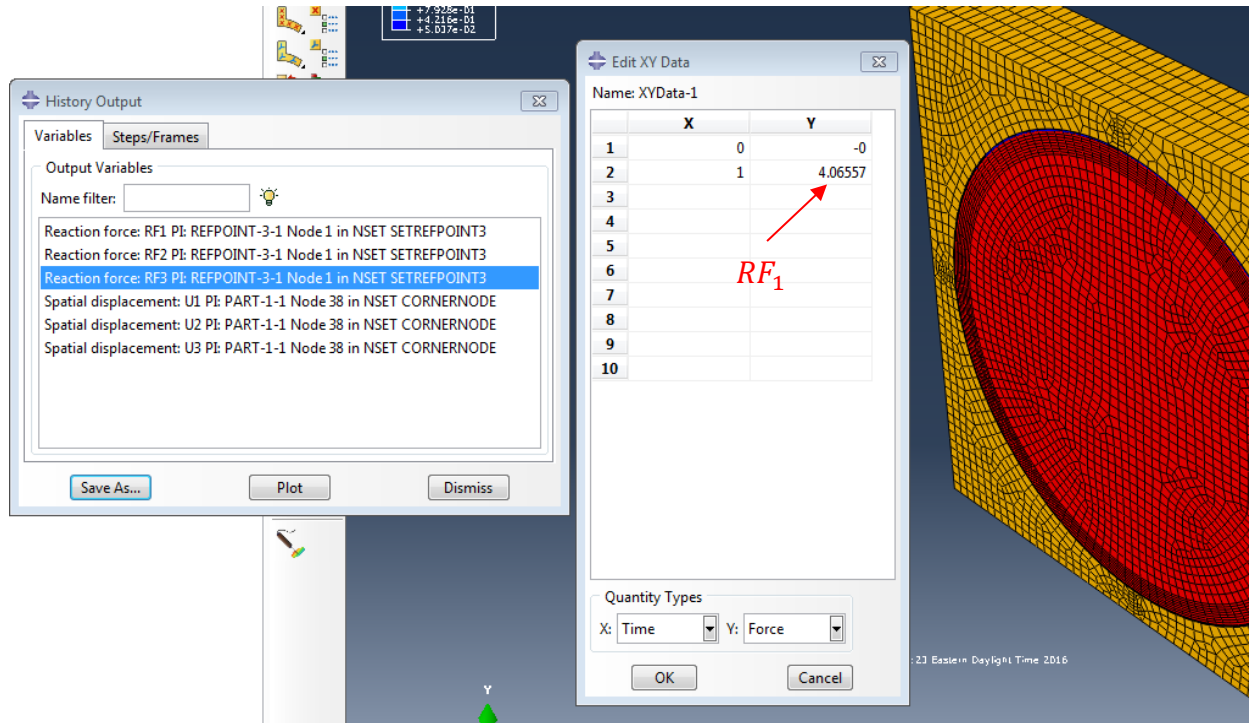 +7.928e-01
+4.216e-01
+5.037e-02
History Output
Variables
Steps/Frames
Output Variables
Name filter:
Reaction force: RF1 PI: REFPOINT-3-1 Node 1 in NSET SETREFPOINT3
Reaction force: RF2 PI: REFPOINT-3-1 Node 1 in NSET SETREFPOINT3
Reaction force: RF3 PI: REFPOINT-3-1 Node 1 in NSET SETREFPOINT3
Spatial displacement: U1 PI: PART-1-1 Node 38 in NSET CORNERNODE
Spatial displacement: U2 PI: PART-1-1 Node 38 in NSET CORNERNODE
Spatial displacement: U3 PI: PART-1-1 Node 38 in NSET CORNERNODE
Save As...
Plot
Dismiss
Edit XY Data
Name: XYData-1
X Y
1 0 -0
2 1 4.06557
3
4
5
6
7
8
9
10
RF₁
Quantity Types
X: Time Y: Force
OK
Cancel
:23 Eastern Daylight Time 2016
Y